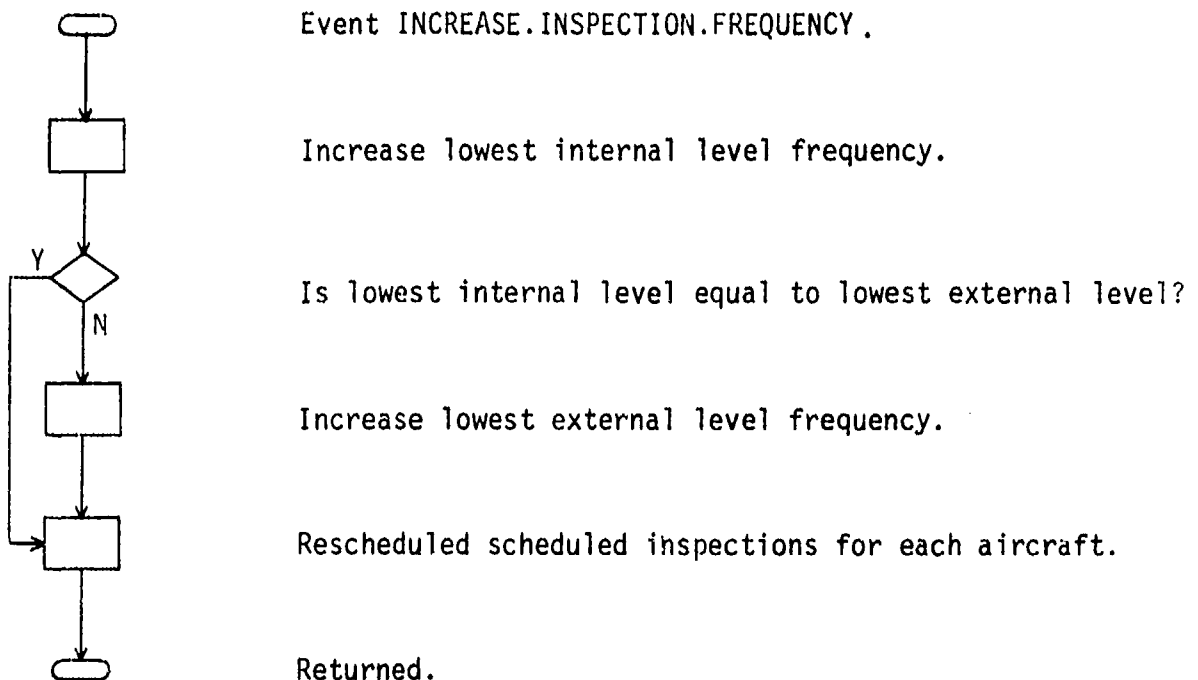 Event INCREASE.INSPECTION.FREQUENCY.
Increase lowest internal level frequency.
Y
Is lowest internal level equal to lowest external level?
N
Increase lowest external level frequency.
Rescheduled scheduled inspections for each aircraft.
Returned.